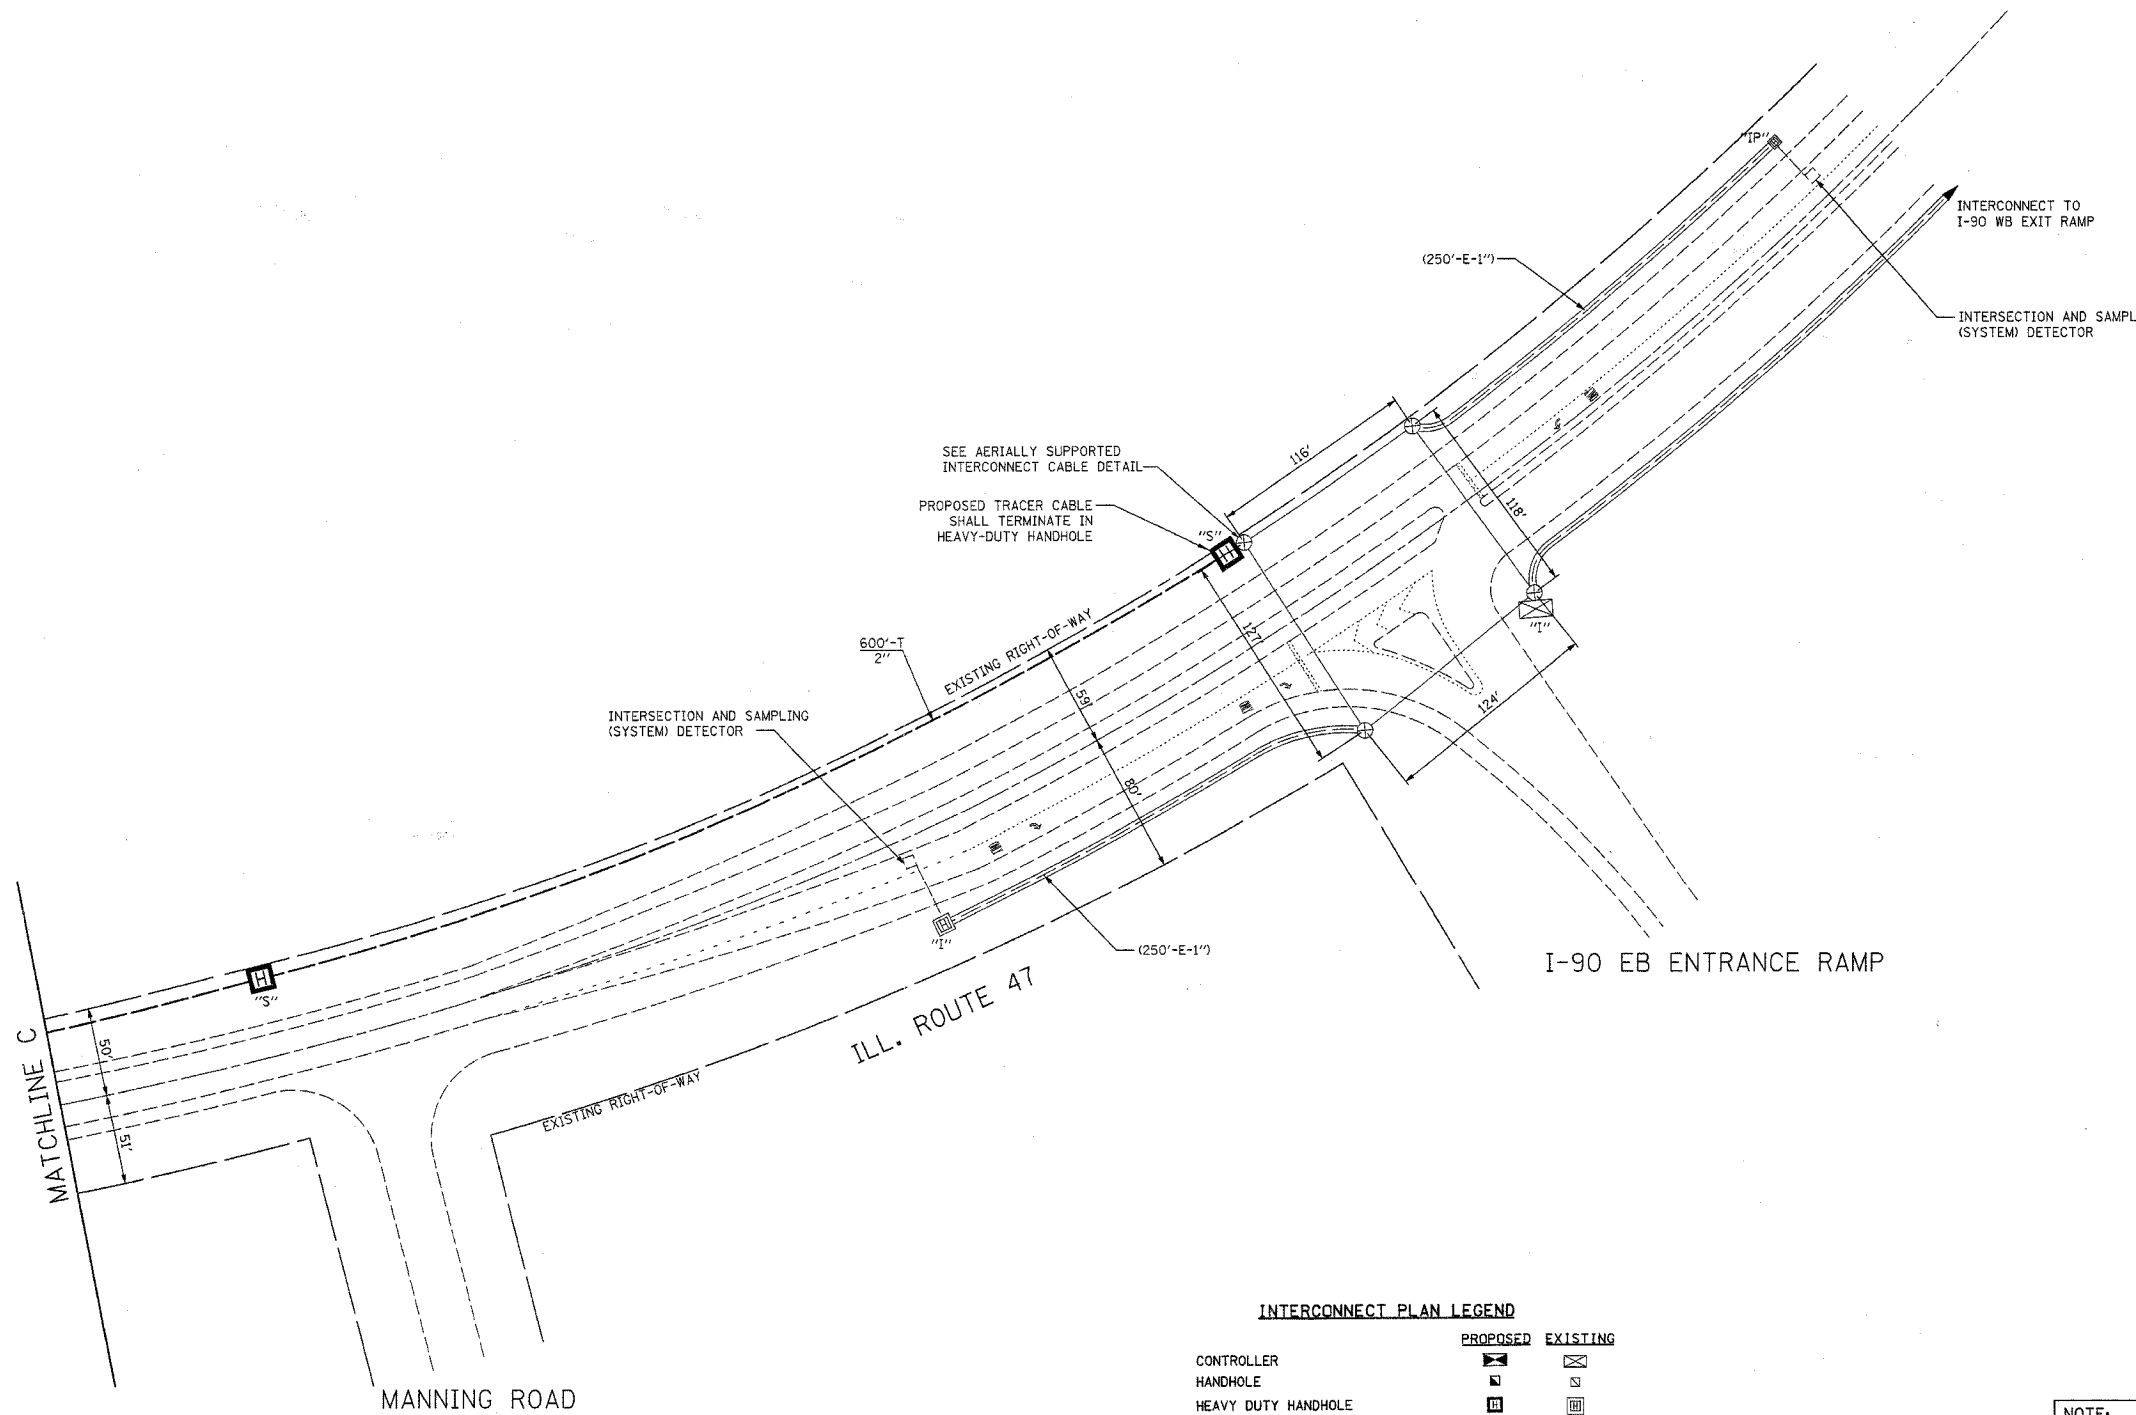 "IP"
INTERCONNECT TO
I-90 WB EXIT RAMP
(250'-E-1")
INTERSECTION AND SAMPL
(SYSTEM) DETECTOR
116'
SEE AERIALLY SUPPORTED
INTERCONNECT CABLE DETAIL
118'
PROPOSED TRACER CABLE
SHALL TERMINATE IN
HEAVY-DUTY HANDHOLE
"S"
H
"I"
127'
EXISTING RIGHT-OF-WAY
600'-T
2"
59'
124'
INTERSECTION AND SAMPLING
(SYSTEM) DETECTOR
80'
H
"I"
(250'-E-1")
I-90 EB ENTRANCE RAMP
H
"S"
ILL. ROUTE 47
50'
51'
MATCHLINE C
EXISTING RIGHT-OF-WAY
MANNING ROAD
INTERCONNECT PLAN LEGEND
PROPOSED EXISTING
CONTROLLER
HANDHOLE
HEAVY DUTY HANDHOLE H H
NOTE: